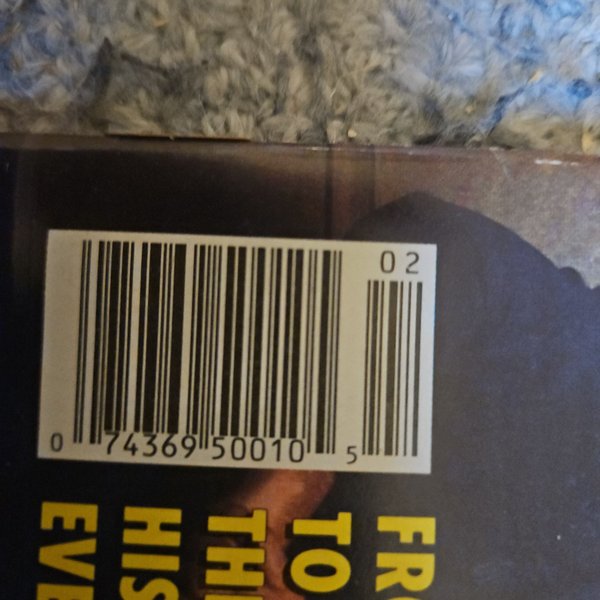 02
0 74369 50010 5
FRO
TO
THE
HIS
EVE